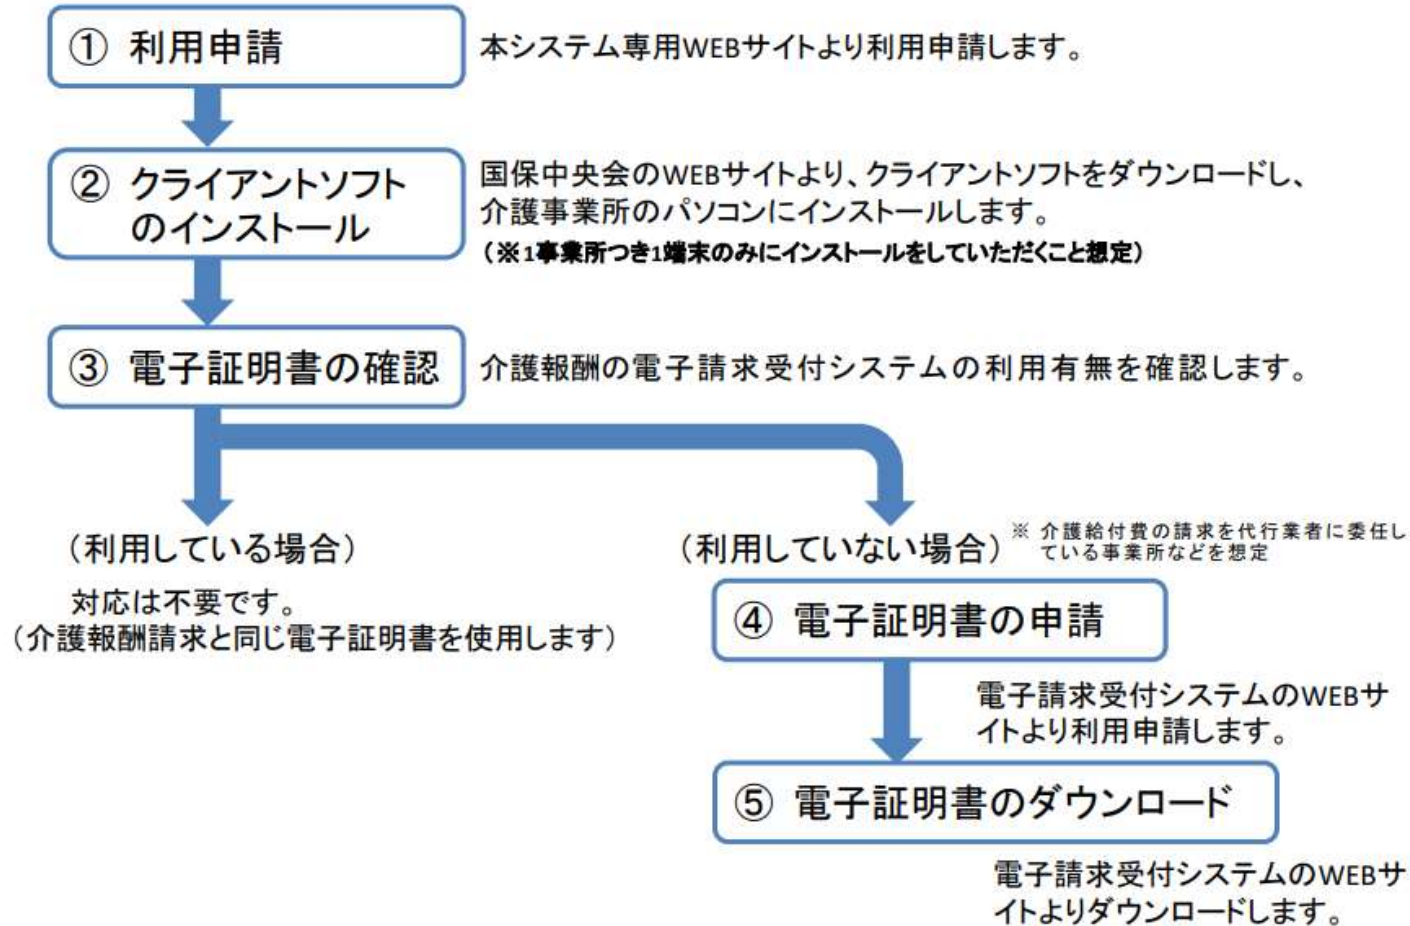 ① 利用申請
本システム専用WEBサイトより利用申請します。
② クライアントソフト
のインストール
国保中央会のWEBサイトより、クライアントソフトをダウンロードし、
介護事業所のパソコンにインストールします。
（※1事業所つき1端末のみにインストールをしていただくこと想定）
③ 電子証明書の確認
介護報酬の電子請求受付システムの利用有無を確認します。
（利用している場合）
対応は不要です。
（介護報酬請求と同じ電子証明書を使用します）
（利用していない場合）
※ 介護給付費の請求を代行業者に委任し
ている事業所などを想定
④ 電子証明書の申請
電子請求受付システムのWEBサ
イトより利用申請します。
⑤ 電子証明書のダウンロード
電子請求受付システムのWEBサ
イトよりダウンロードします。